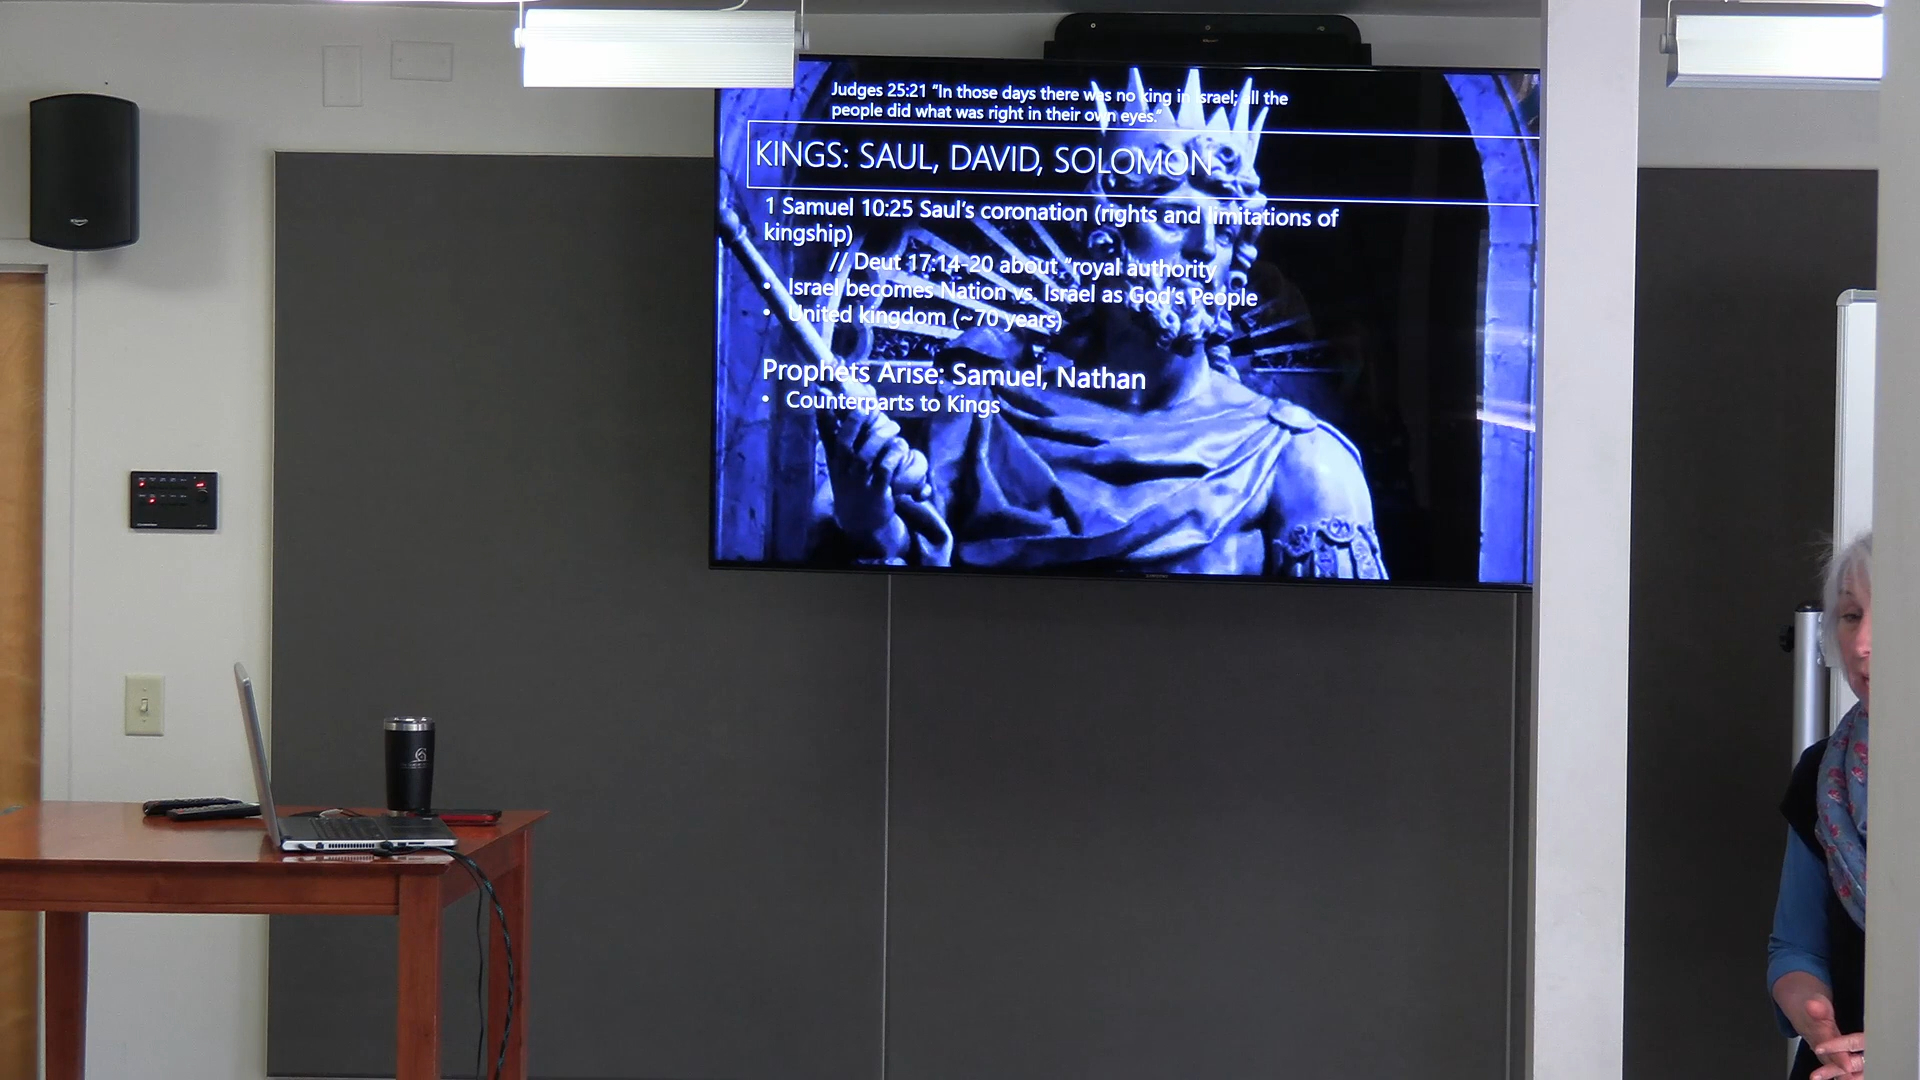 Judges 25:21 “In those days there was no king in Israel; all the
people did what was right in their own eyes.”
KINGS: SAUL, DAVID, SOLOMON
1 Samuel 10:25 Saul’s coronation (rights and limitations of
kingship)
// Deut 17:14-20 about “royal authority
• Israel becomes Nation vs. Israel as God’s People
• United kingdom (~70 years)
Prophets Arise: Samuel, Nathan
• Counterparts to Kings